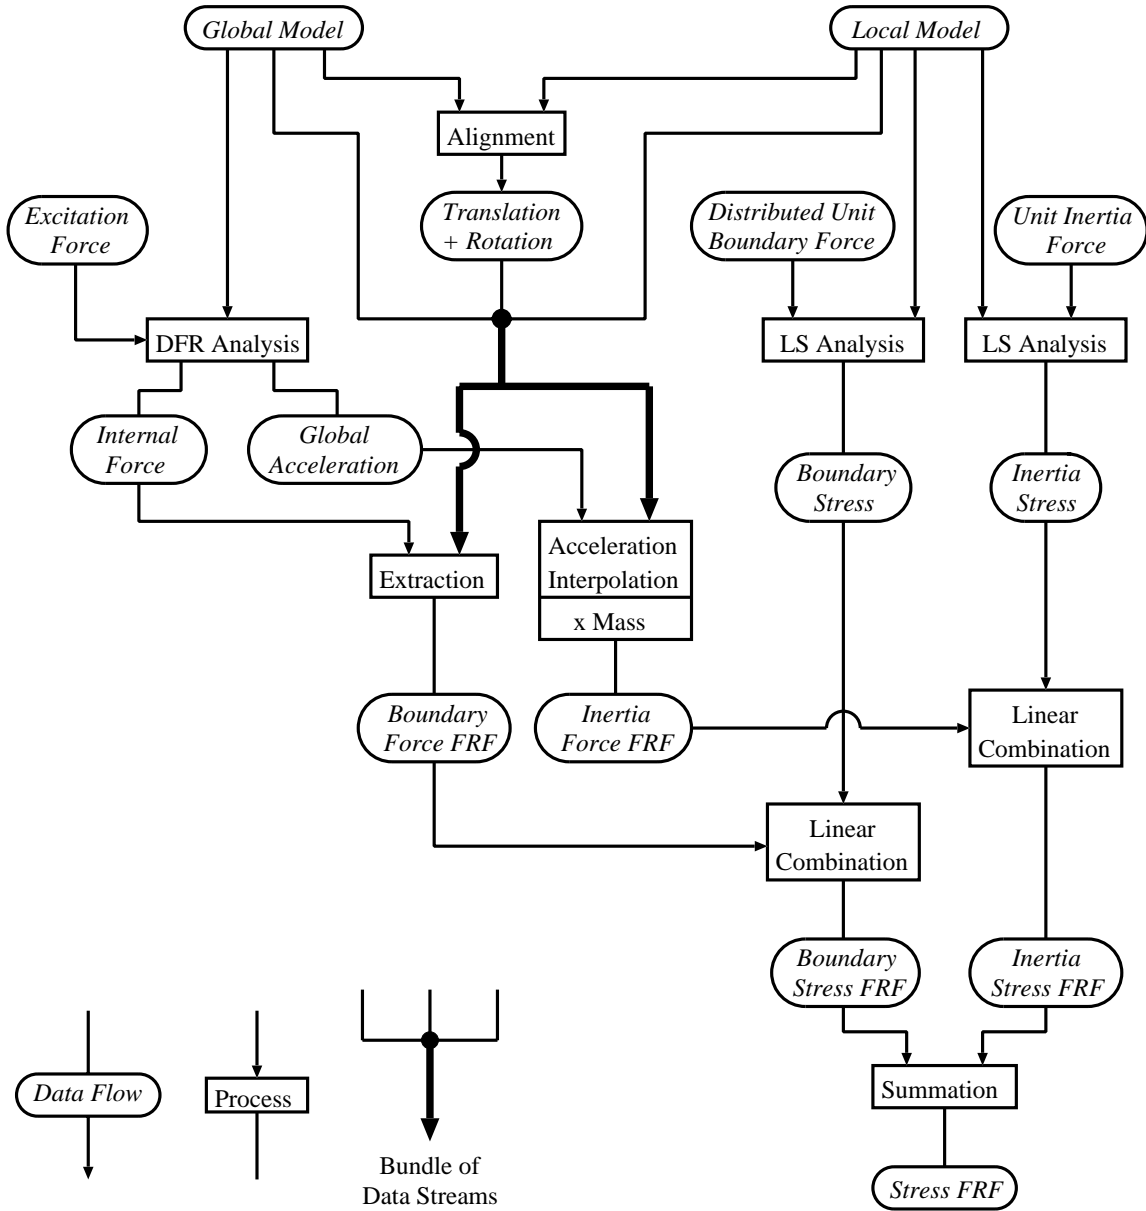 Global Model
Local Model
Alignment
Excitation
Force
Translation
+ Rotation
Distributed Unit
Boundary Force
Unit Inertia
Force
DFR Analysis
LS Analysis
LS Analysis
Internal
Force
Global
Acceleration
Boundary
Stress
Inertia
Stress
Extraction
Acceleration
Interpolation
x Mass
Boundary
Force FRF
Inertia
Force FRF
Linear
Combination
Linear
Combination
Boundary
Stress FRF
Inertia
Stress FRF
Data Flow
Process
Bundle of
Data Streams
Summation
Stress FRF